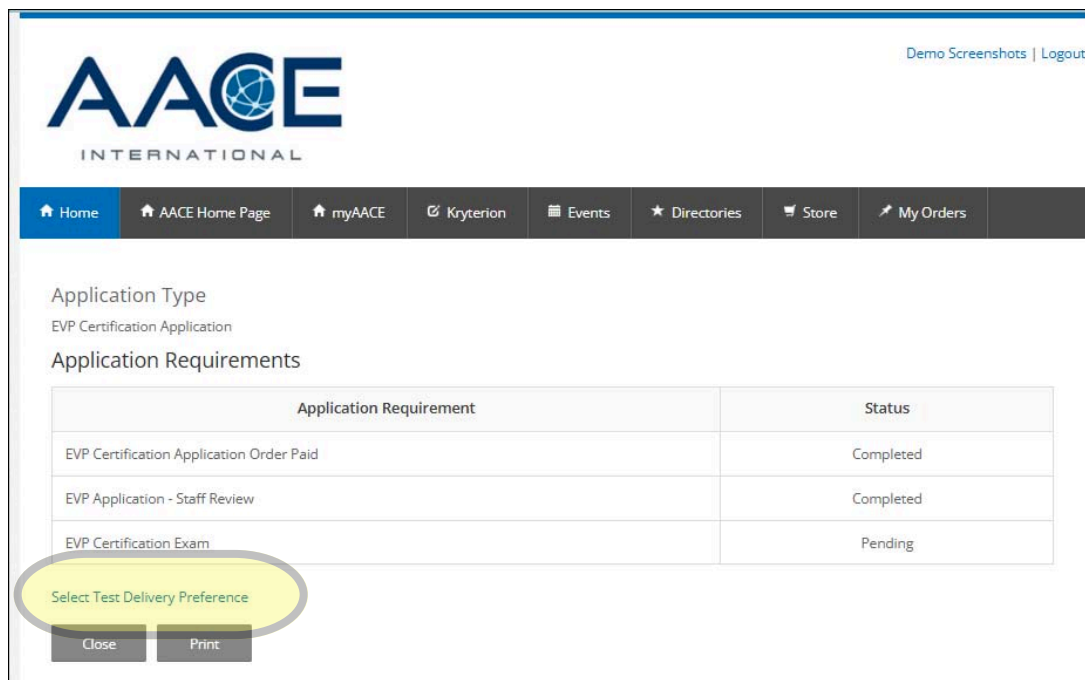 Demo Screenshots | Logout
AACE
INTERNATIONAL
Home AACE Home Page myAACE Kryterion Events Directories Store My Orders
Application Type
EVP Certification Application
Application Requirements
Application Requirement Status
EVP Certification Application Order Paid Completed
EVP Application - Staff Review Completed
EVP Certification Exam Pending
Select Test Delivery Preference
Close Print